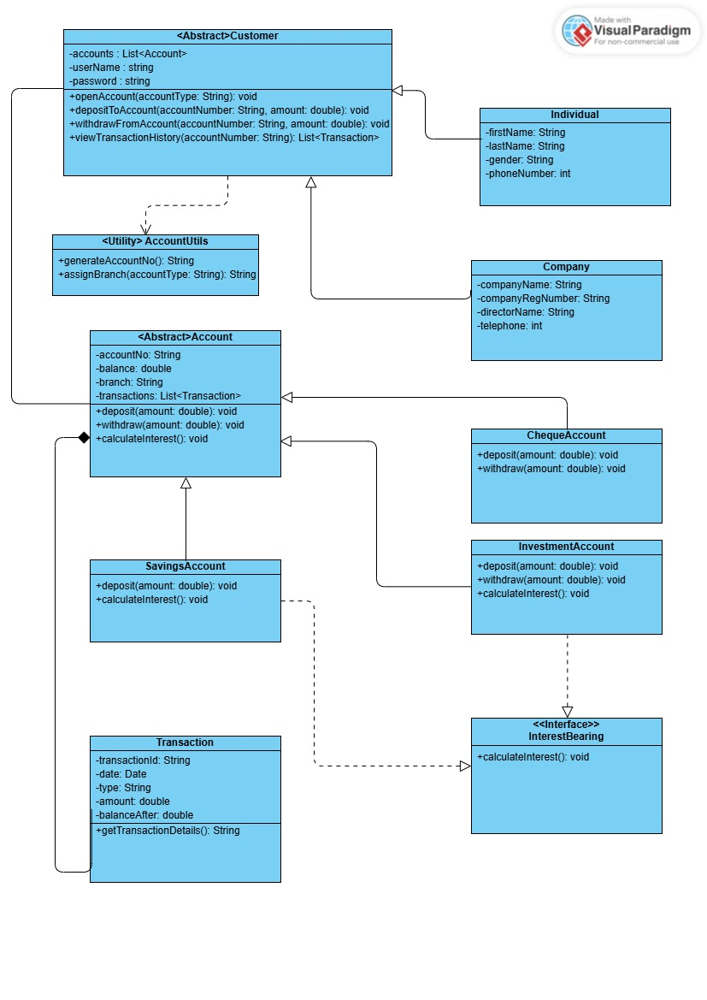 Made with
VisualParadigm
For non-commercial use
<Abstract>Customer
-accounts : List<Account>
-userName : string
-password : string
+openAccount(accountType: String): void
+depositToAccount(accountNumber: String, amount: double): void
+withdrawFromAccount(accountNumber: String, amount: double): void
+viewTransactionHistory(accountNumber: String): List<Transaction>
Individual
-firstName: String
-lastName: String
-gender: String
-phoneNumber: int
<Utility> AccountUtils
+generateAccountNo(): String
+assignBranch(accountType: String): String
Company
-companyName: String
-companyRegNumber: String
-directorName: String
-telephone: int
<Abstract>Account
-accountNo: String
-balance: double
-branch: String
-transactions: List<Transaction>
+deposit(amount: double): void
+withdraw(amount: double): void
+calculateInterest(): void
ChequeAccount
+deposit(amount: double): void
+withdraw(amount: double): void
InvestmentAccount
+deposit(amount: double): void
+withdraw(amount: double): void
+calculateInterest(): void
SavingsAccount
+deposit(amount: double): void
+calculateInterest(): void
<<Interface>>
InterestBearing
+calculateInterest(): void
Transaction
-transactionId: String
-date: Date
-type: String
-amount: double
-balanceAfter: double
+getTransactionDetails(): String